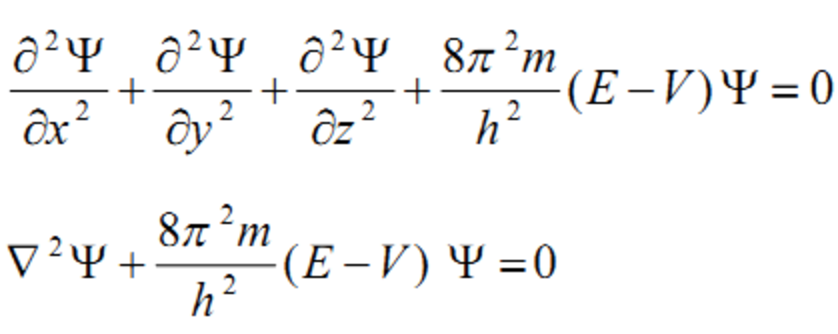 ∂²Ψ/∂x² + ∂²Ψ/∂y² + ∂²Ψ/∂z² + 8π²m/h² (E − V) Ψ = 0
∇²Ψ + 8π²m/h² (E − V) Ψ = 0